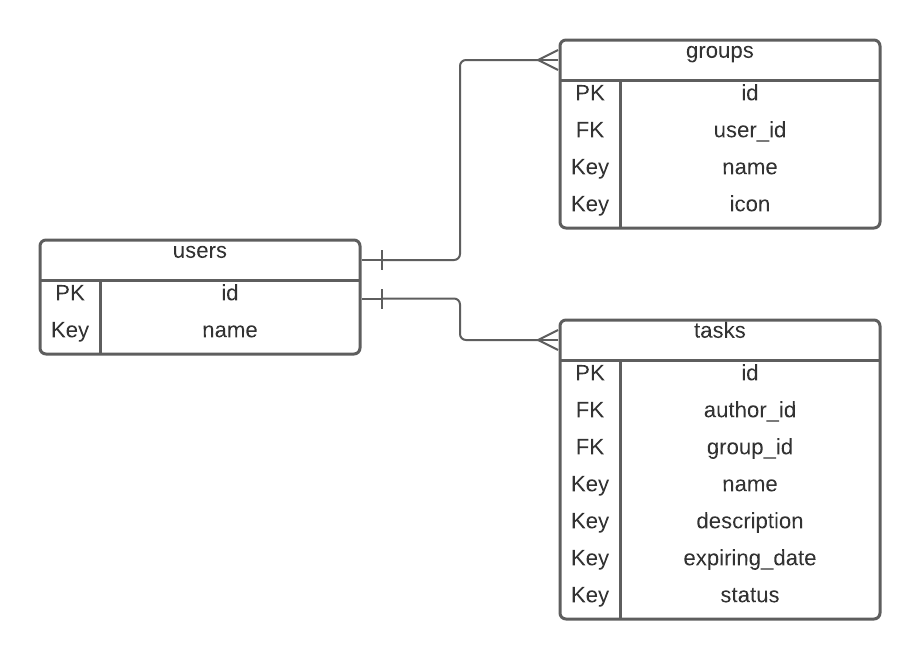 groups
PK id
FK user_id
Key name
Key icon
users
PK id
Key name
tasks
PK id
FK author_id
FK group_id
Key name
Key description
Key expiring_date
Key status